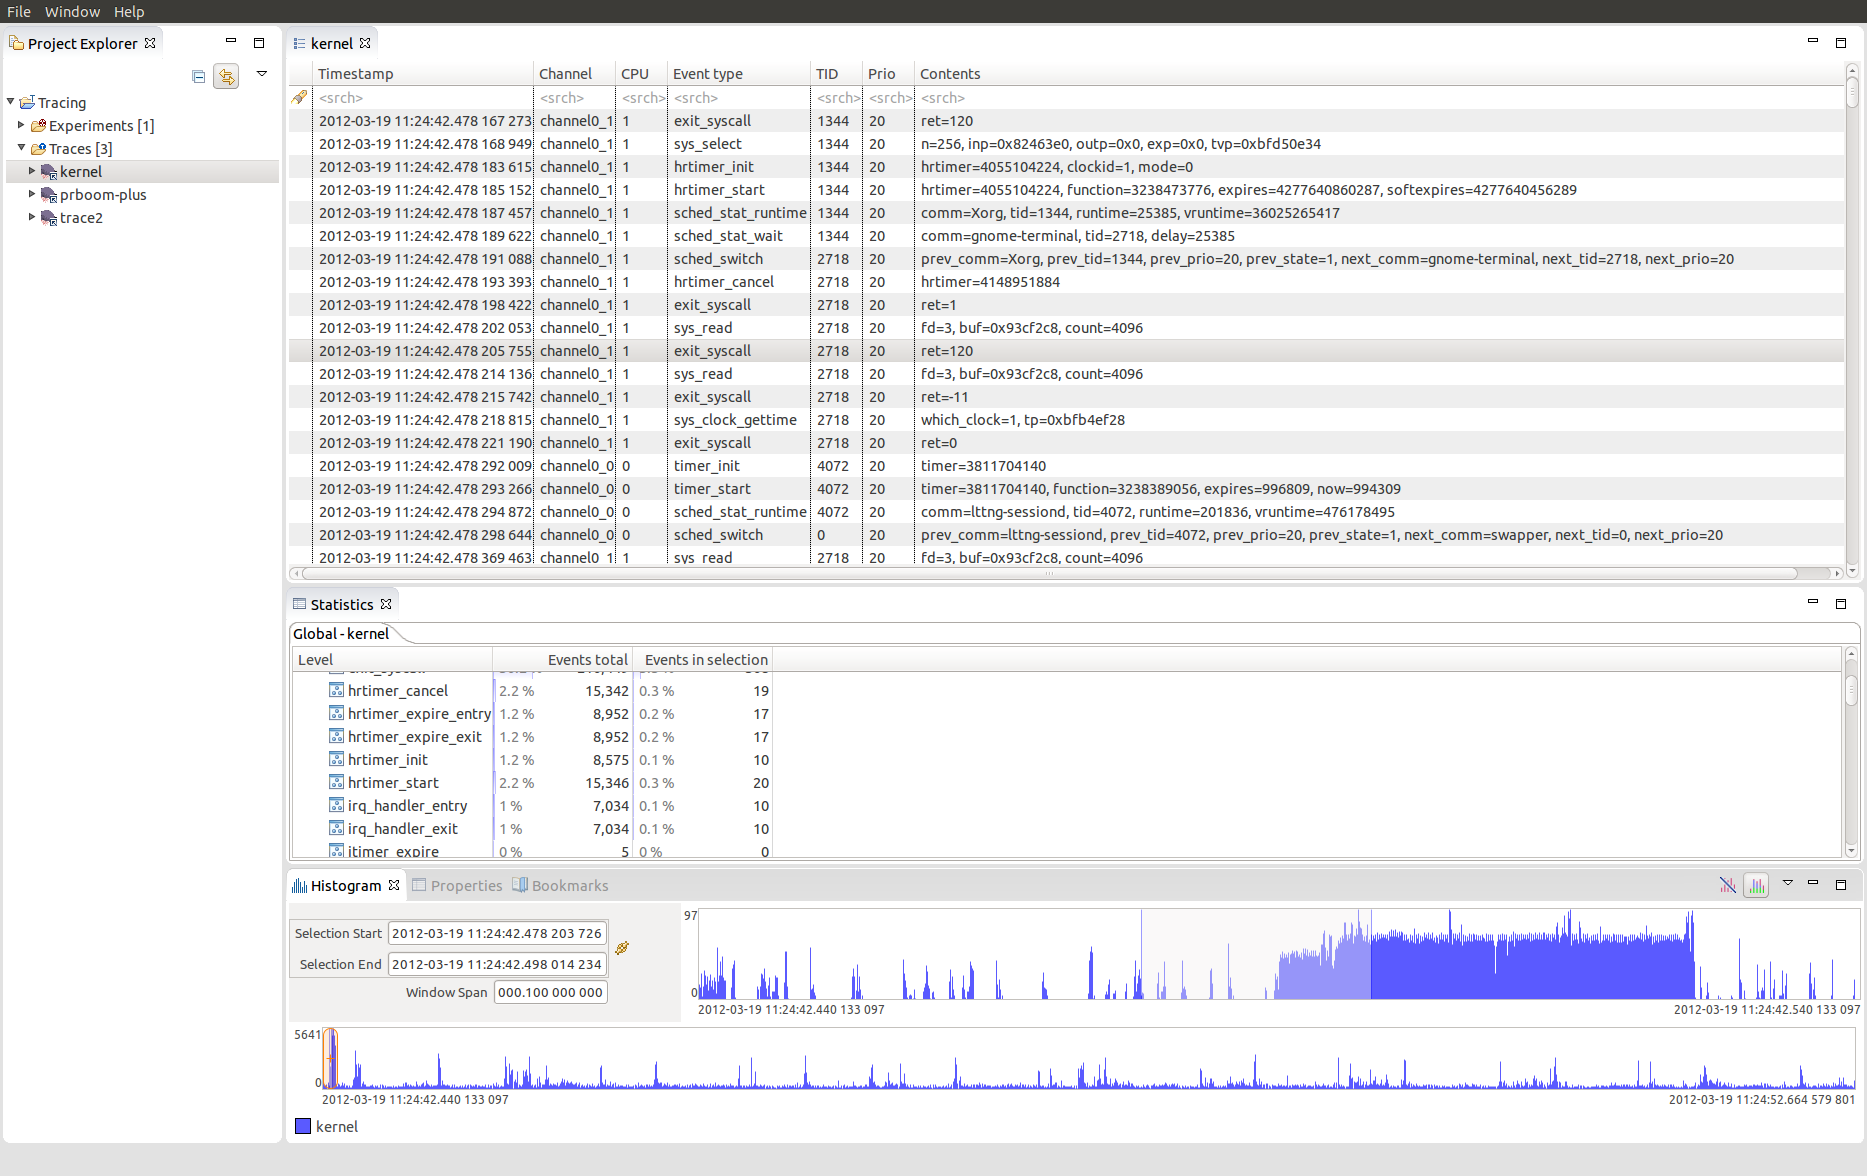 File Window Help
Project Explorer
Tracing
Experiments [1]
Traces [3]
kernel
prboom-plus
trace2
kernel
Timestamp Channel CPU Event type TID Prio Contents
<srch> <srch> <srch> <srch> <srch> <srch> <srch>
2012-03-19 11:24:42.478 167 273 channel0_1 1 exit_syscall 1344 20 ret=120
2012-03-19 11:24:42.478 168 949 channel0_1 1 sys_select 1344 20 n=256, inp=0x82463e0, outp=0x0, exp=0x0, tvp=0xbfd50e34
2012-03-19 11:24:42.478 183 615 channel0_1 1 hrtimer_init 1344 20 hrtimer=4055104224, clockid=1, mode=0
2012-03-19 11:24:42.478 185 152 channel0_1 1 hrtimer_start 1344 20 hrtimer=4055104224, function=3238473776, expires=4277640860287, softexpires=4277640456289
2012-03-19 11:24:42.478 187 457 channel0_1 1 sched_stat_runtime 1344 20 comm=Xorg, tid=1344, runtime=25385, vruntime=36025265417
2012-03-19 11:24:42.478 189 622 channel0_1 1 sched_stat_wait 1344 20 comm=gnome-terminal, tid=2718, delay=25385
2012-03-19 11:24:42.478 191 088 channel0_1 1 sched_switch 2718 20 prev_comm=Xorg, prev_tid=1344, prev_prio=20, prev_state=1, next_comm=gnome-terminal, next_tid=2718, next_prio=20
2012-03-19 11:24:42.478 193 393 channel0_1 1 hrtimer_cancel 2718 20 hrtimer=4148951884
2012-03-19 11:24:42.478 198 422 channel0_1 1 exit_syscall 2718 20 ret=1
2012-03-19 11:24:42.478 202 053 channel0_1 1 sys_read 2718 20 fd=3, buf=0x93cf2c8, count=4096
2012-03-19 11:24:42.478 205 755 channel0_1 1 exit_syscall 2718 20 ret=120
2012-03-19 11:24:42.478 214 136 channel0_1 1 sys_read 2718 20 fd=3, buf=0x93cf2c8, count=4096
2012-03-19 11:24:42.478 215 742 channel0_1 1 exit_syscall 2718 20 ret=-11
2012-03-19 11:24:42.478 218 815 channel0_1 1 sys_clock_gettime 2718 20 which_clock=1, tp=0xbfb4ef28
2012-03-19 11:24:42.478 221 190 channel0_1 1 exit_syscall 2718 20 ret=0
2012-03-19 11:24:42.478 292 009 channel0_0 0 timer_init 4072 20 timer=3811704140
2012-03-19 11:24:42.478 293 266 channel0_0 0 timer_start 4072 20 timer=3811704140, function=3238389056, expires=996809, now=994309
2012-03-19 11:24:42.478 294 872 channel0_0 0 sched_stat_runtime 4072 20 comm=lttng-sessiond, tid=4072, runtime=201836, vruntime=476178495
2012-03-19 11:24:42.478 298 644 channel0_0 0 sched_switch 0 20 prev_comm=lttng-sessiond, prev_tid=4072, prev_prio=20, prev_state=1, next_comm=swapper, next_tid=0, next_prio=20
2012-03-19 11:24:42.478 369 463 channel0_1 1 sys_read 2718 20 fd=3, buf=0x93cf2c8, count=4096
Statistics
Global - kernel
Level Events total Events in selection
hrtimer_cancel 2.2 % 15,342 0.3 % 19
hrtimer_expire_entry 1.2 % 8,952 0.2 % 17
hrtimer_expire_exit 1.2 % 8,952 0.2 % 17
hrtimer_init 1.2 % 8,575 0.1 % 10
hrtimer_start 2.2 % 15,346 0.3 % 20
irq_handler_entry 1 % 7,034 0.1 % 10
irq_handler_exit 1 % 7,034 0.1 % 10
itimer_expire 0 % 5 0 % 0
Histogram Properties Bookmarks
Selection Start 2012-03-19 11:24:42.478 203 726
Selection End 2012-03-19 11:24:42.498 014 234
Window Span 000.100 000 000
97
0
2012-03-19 11:24:42.440 133 097 2012-03-19 11:24:42.540 133 097
5641
0
2012-03-19 11:24:42.440 133 097 2012-03-19 11:24:52.664 579 801
kernel